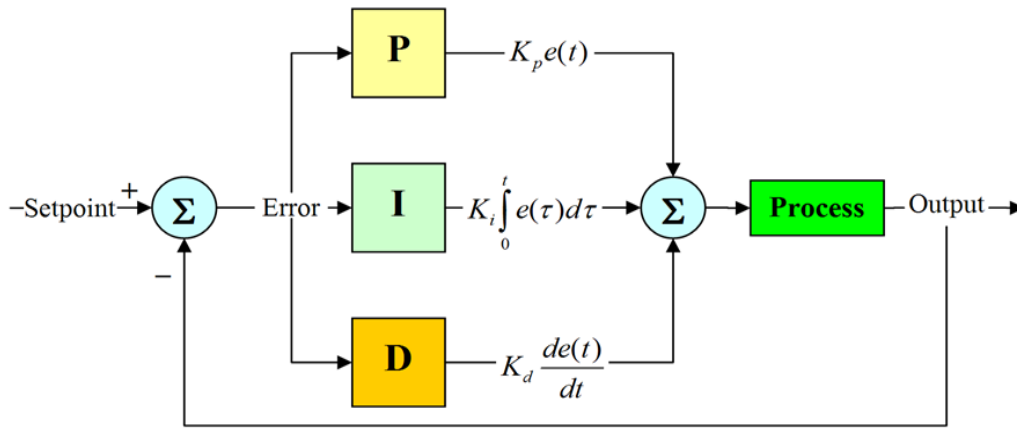 P
K_p e(t)
+
–Setpoint
Σ
Error
I
K_i ∫_0^t e(τ)dτ
Σ
Process
Output
–
D
K_d de(t)/dt